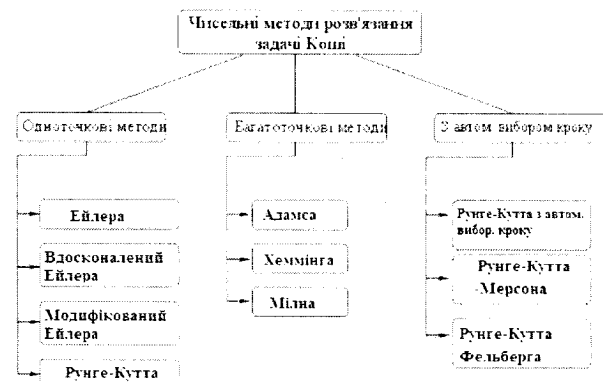 Чисельні методи розв'язання
задачі Коші
Одноточкові методи
Багатоточкові методи
З автом. вибором кроку
Ейлера
Вдосконалений
Ейлера
Модифікований
Ейлера
Рунге-Кутта
Адамса
Хеммінга
Мілна
Рунге-Кутта з автом.
вибор. кроку
Рунге-Кутта
-Мерсона
Рунге-Кутта
Фельберга